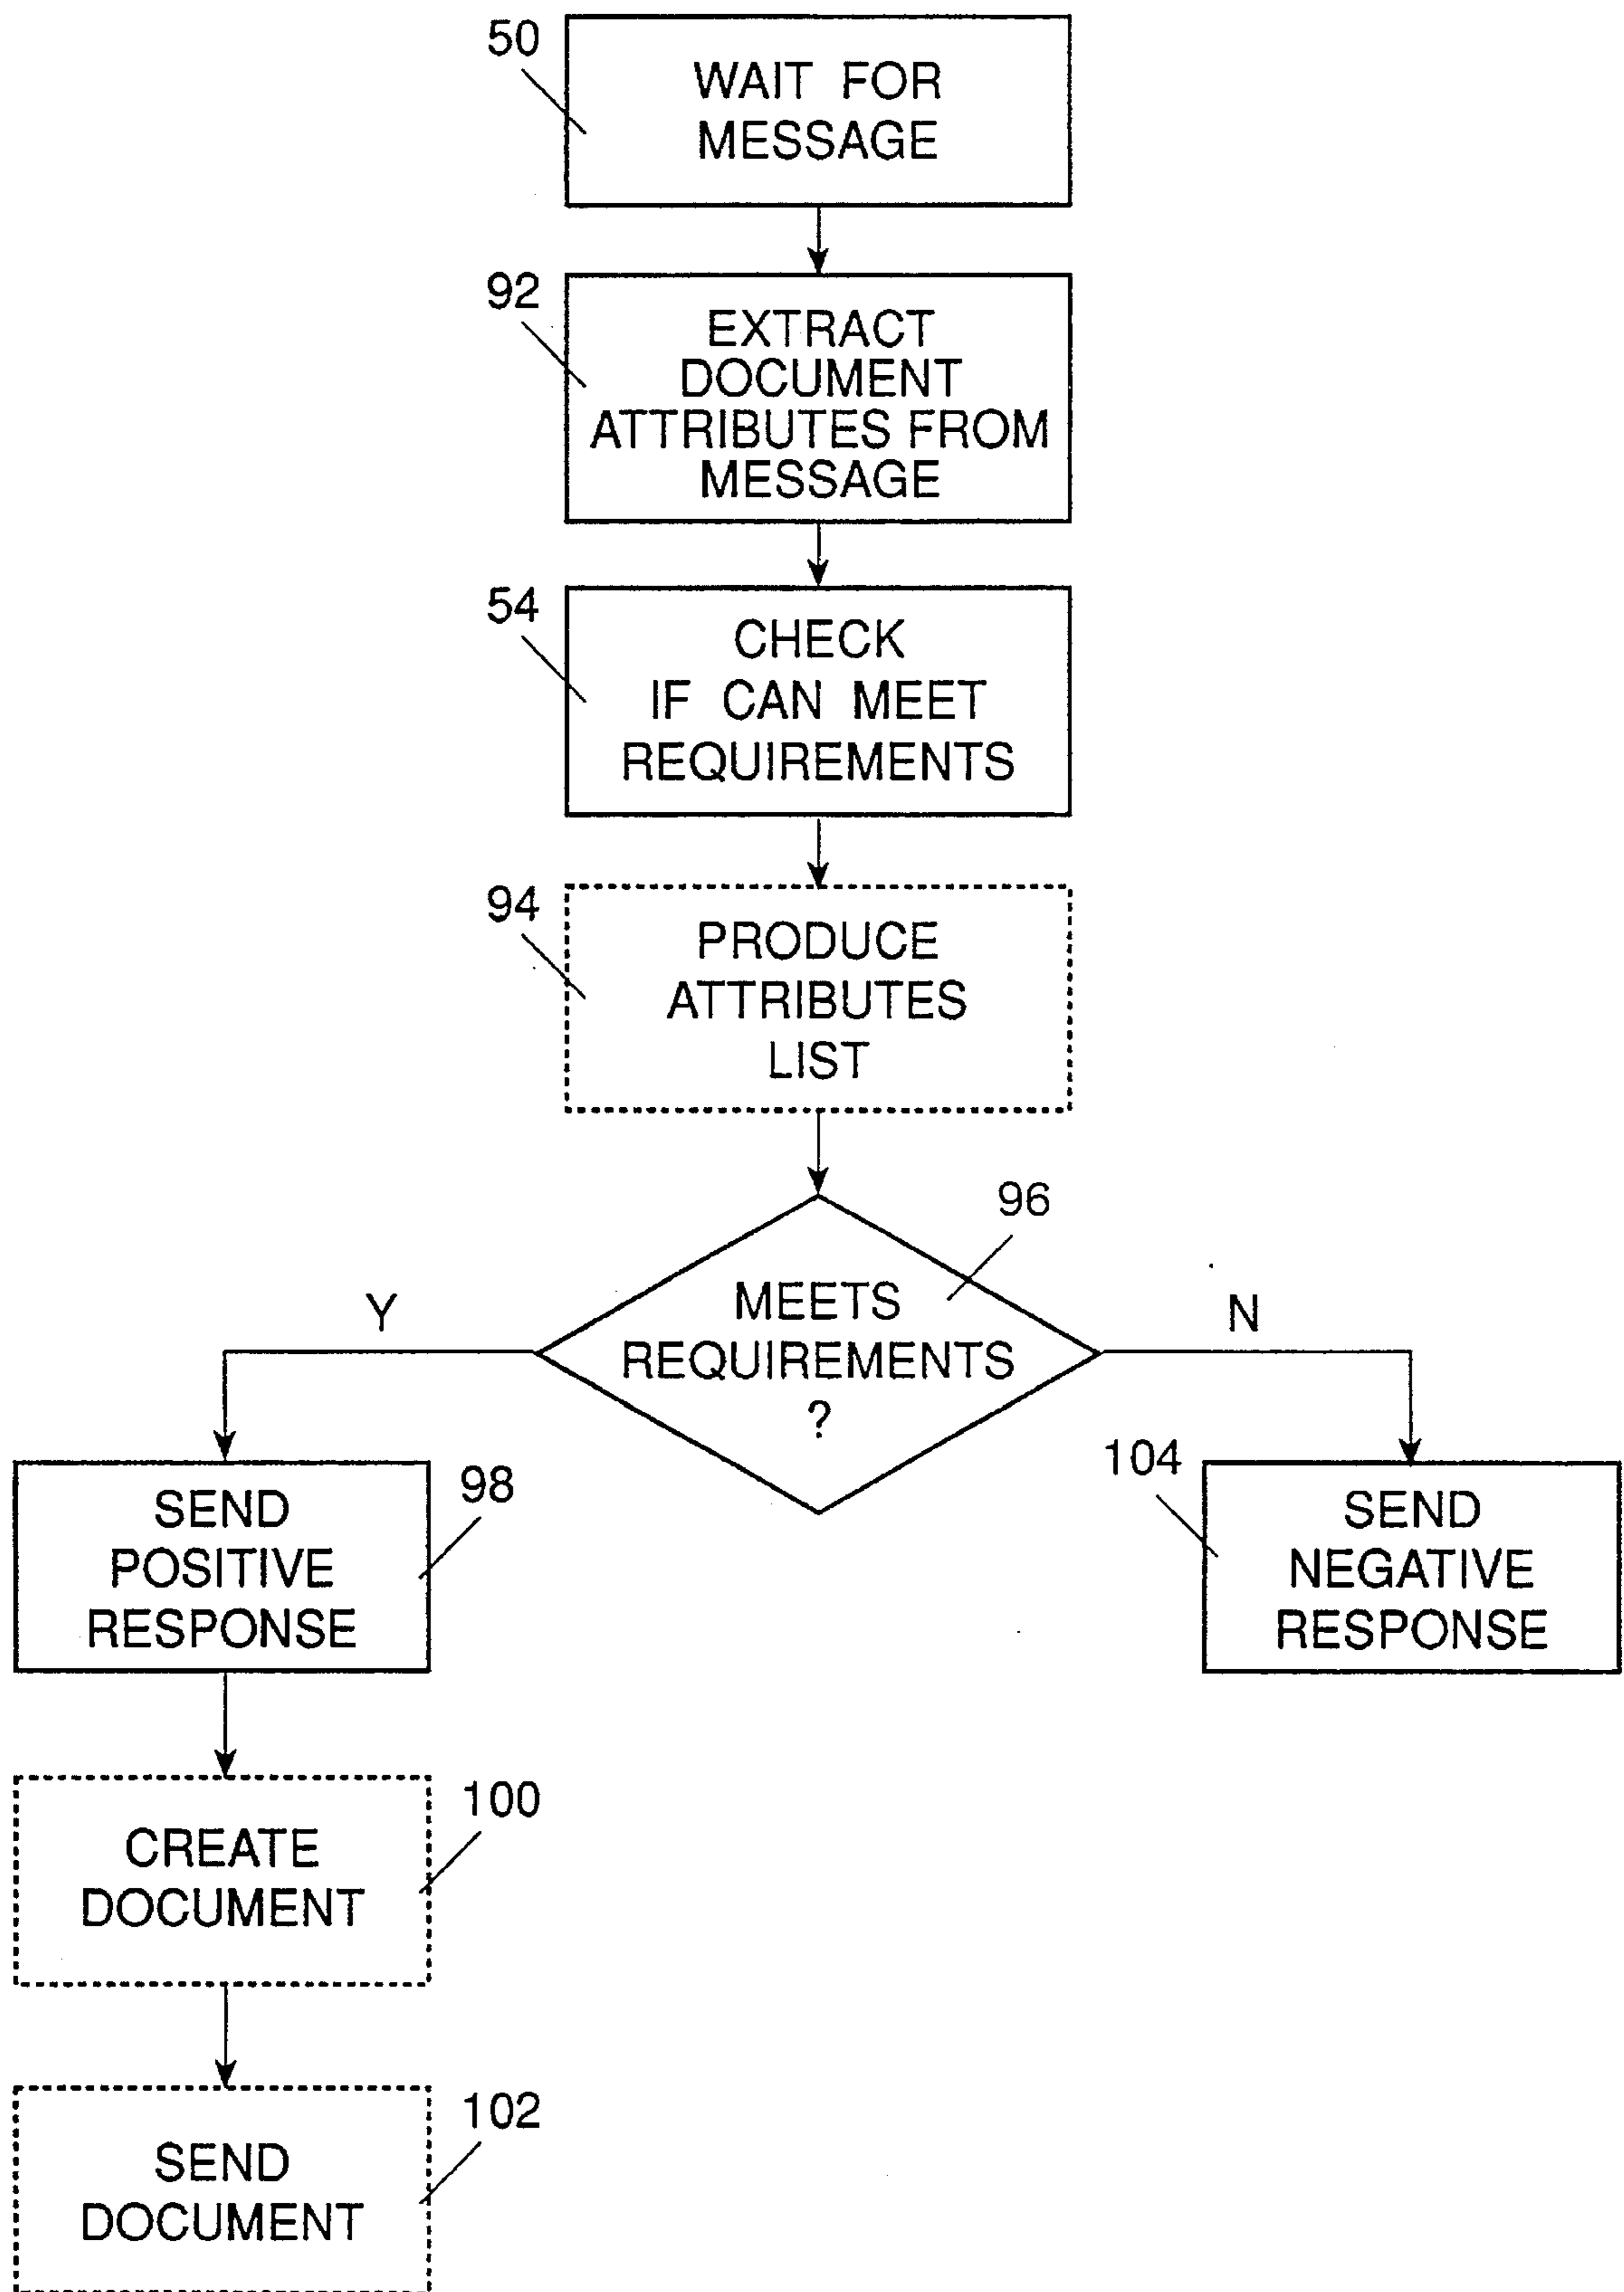 50
WAIT FOR
MESSAGE
92
EXTRACT
DOCUMENT
ATTRIBUTES FROM
MESSAGE
54
CHECK
IF CAN MEET
REQUIREMENTS
94
PRODUCE
ATTRIBUTES
LIST
96
MEETS
REQUIREMENTS
?
Y
N
98
SEND
POSITIVE
RESPONSE
104
SEND
NEGATIVE
RESPONSE
100
CREATE
DOCUMENT
102
SEND
DOCUMENT